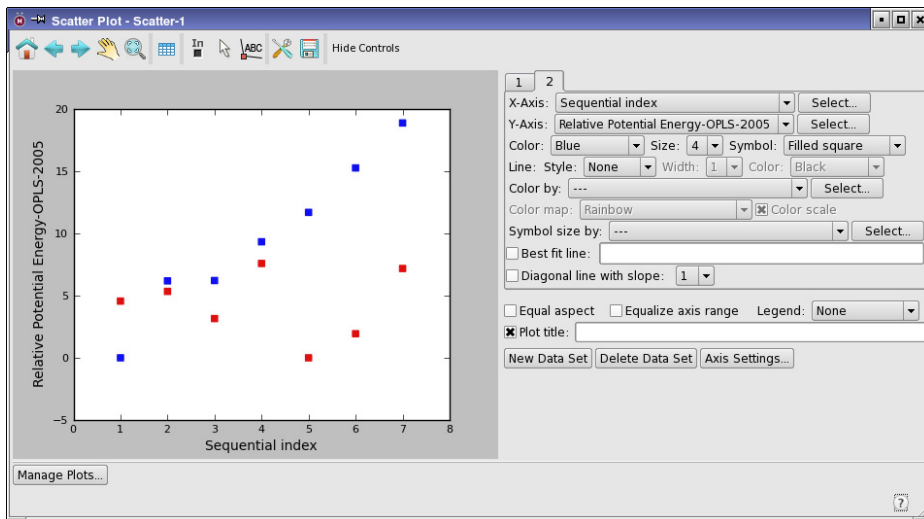 Scatter Plot - Scatter-1
In
ABC
Hide Controls
20
15
10
5
0
−5
0 1 2 3 4 5 6 7 8
Relative Potential Energy-OPLS-2005
Sequential index
1 2
X-Axis: Sequential index Select...
Y-Axis: Relative Potential Energy-OPLS-2005 Select...
Color: Blue Size: 4 Symbol: Filled square
Line: Style: None Width: 1 Color: Black
Color by: --- Select...
Color map: Rainbow Color scale
Symbol size by: --- Select...
Best fit line:
Diagonal line with slope: 1
Equal aspect Equalize axis range Legend: None
Plot title:
New Data Set Delete Data Set Axis Settings...
Manage Plots...
?